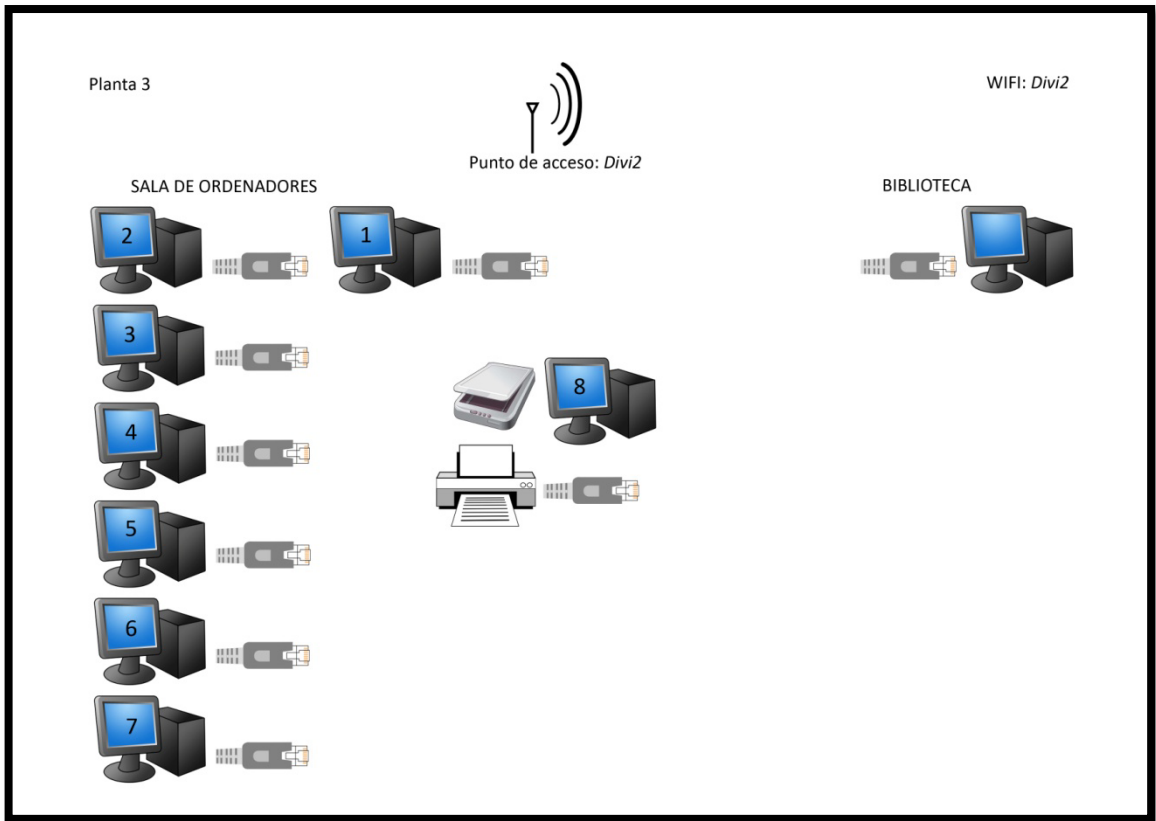 Planta 3
WIFI: Divi2
Punto de acceso: Divi2
SALA DE ORDENADORES
BIBLIOTECA
2
1
3
8
4
5
6
7